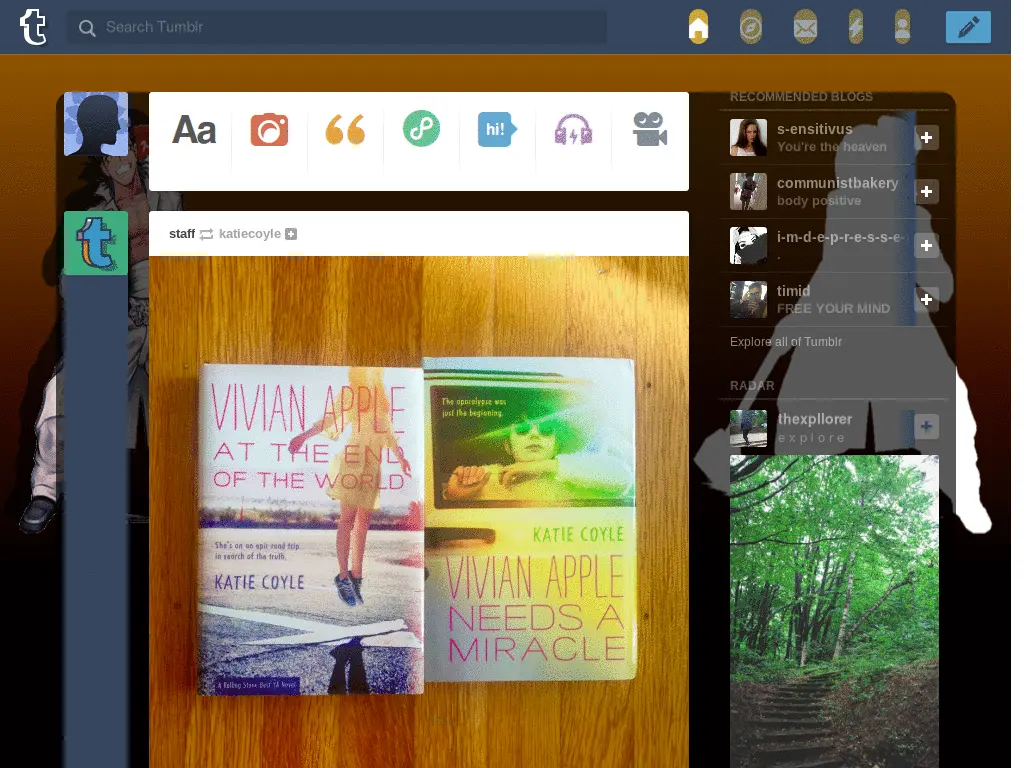 t
Search Tumblr
Aa
hi!
staff katiecoyle
VIVIAN APPLE
AT THE END
OF THE WORLD
She's on an epic road trip
in search of the truth.
KATIE COYLE
A Rolling Stone Best YA Novel
The apocalypse was
just the beginning.
KATIE COYLE
VIVIAN APPLE
NEEDS A
MIRACLE
RECOMMENDED BLOGS
s-ensitivus
You're the heaven
communistbakery
body positive
i-m-d-e-p-r-e-s-s-e-
.
timid
FREE YOUR MIND
Explore all of Tumblr
RADAR
thexpllorer
e x p l o r e